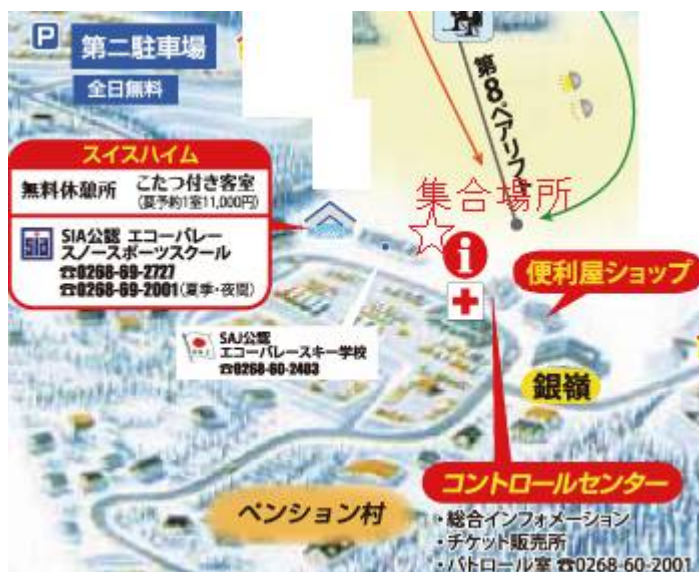 P 第二駐車場
全日無料
第8ペアリフト
スイスハイム
無料休憩所 こたつ付き客室
(要予約1室11,000円)
sia SIA公認 エコーバレー
スノースポーツスクール
☎0268-69-2727
☎0268-69-2001(夏季・夜間)
集合場所
i
便利屋ショップ
SAJ公認
エコーバレースキー学校
☎0268-60-2403
銀嶺
ペンション村
コントロールセンター
・総合インフォメーション
・チケット販売所
・パトロール室 ☎0268-60-2001